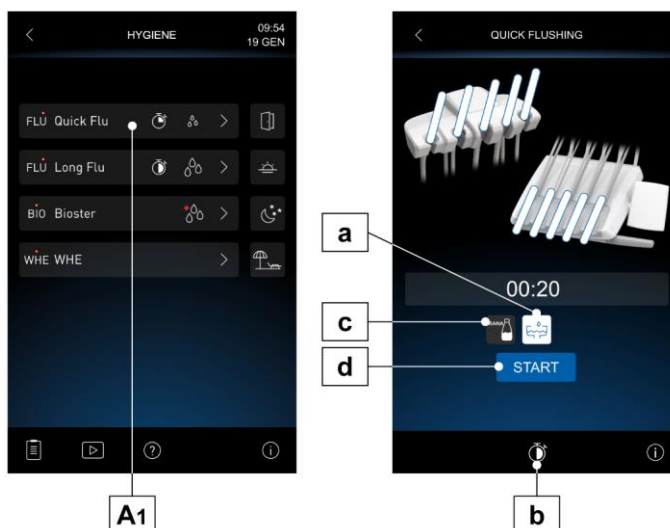 HYGIENE
09:54
19 GEN
FLU Quick Flu
FLU Long Flu
BIO Bioster
WHE WHE
A1
QUICK FLUSHING
a
00:20
c
SANA
d
START
b